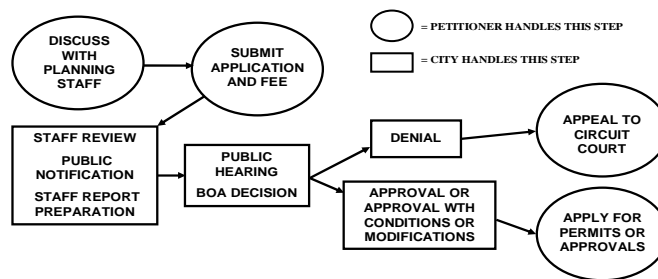 DISCUSS
WITH
PLANNING
STAFF
SUBMIT
APPLICATION
AND FEE
= PETITIONER HANDLES THIS STEP
= CITY HANDLES THIS STEP
STAFF REVIEW
PUBLIC
NOTIFICATION
STAFF REPORT
PREPARATION
PUBLIC
HEARING
BOA DECISION
DENIAL
APPEAL TO
CIRCUIT
COURT
APPROVAL OR
APPROVAL WTH
CONDITIONS OR
MODIFICATIONS
APPLY FOR
PERMITS OR
APPROVALS